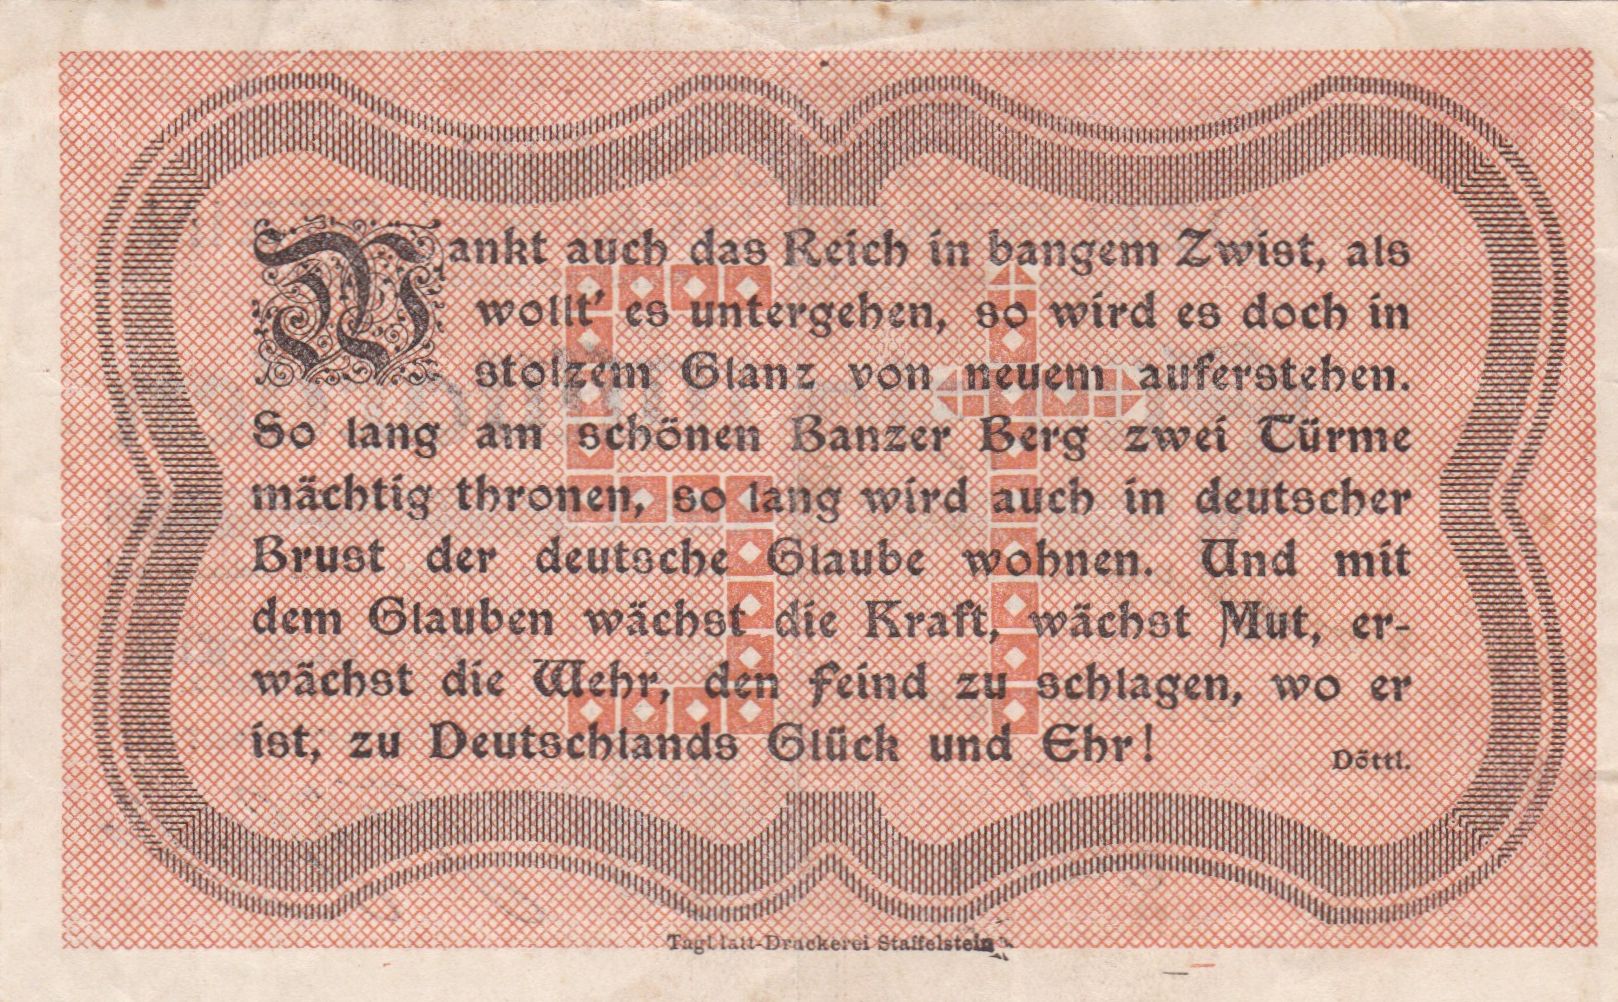 Wankt auch das Reich in bangem Zwist, als
wollt' es untergehen, so wird es doch in
stolzem Glanz von neuem auferstehen.
So lang am schönen Banzer Berg zwei Türme
mächtig thronen, so lang wird auch in deutscher
Brust der deutsche Glaube wohnen. Und mit
dem Glauben wächst die Kraft, wächst Mut, er-
wächst die Wehr, den Feind zu schlagen, wo er
ist, zu Deutschlands Glück und Ehr!
Döttl.
Tagblatt-Druckerei Staffelstein